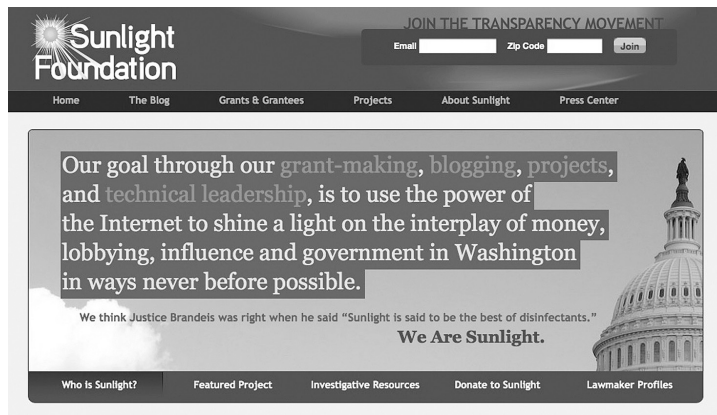 Sunlight
Foundation
JOIN THE TRANSPARENCY MOVEMENT
Email Zip Code Join
Home The Blog Grants & Grantees Projects About Sunlight Press Center
Our goal through our grant-making, blogging, projects,
and technical leadership, is to use the power of
the Internet to shine a light on the interplay of money,
lobbying, influence and government in Washington
in ways never before possible.
We think Justice Brandeis was right when he said “Sunlight is said to be the best of disinfectants.”
We Are Sunlight.
Who is Sunlight? Featured Project Investigative Resources Donate to Sunlight Lawmaker Profiles